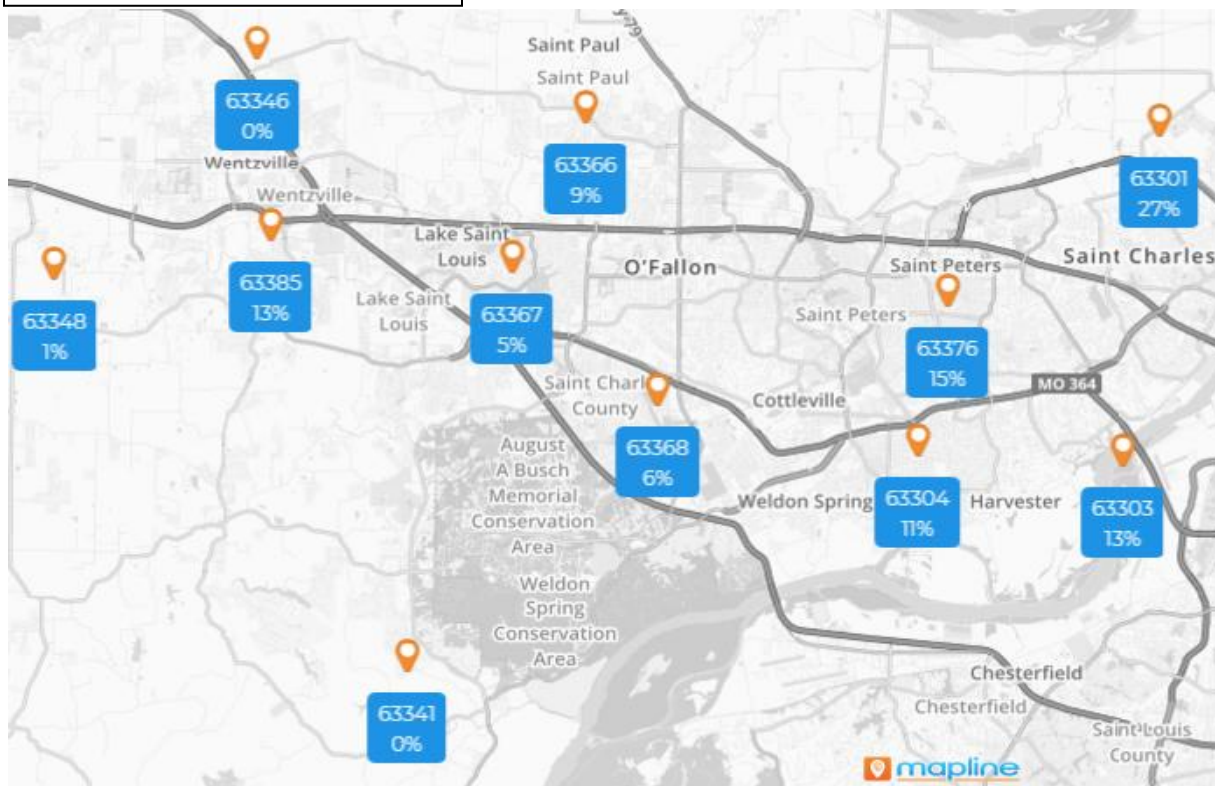 y-79
Saint Paul
Saint Paul
63346
0%
Wentzville
Wentzville
63366
9%
63301
27%
Lake Saint
Louis
O'Fallon
Saint Peters
Saint Charles
63385
13%
Lake Saint
Louis
63367
5%
Saint Peters
63348
1%
63376
15%
MO 364
Saint Charl
County
Cottleville
August
A Busch
Memorial
Conservation
Area
63368
6%
Weldon Spring
63304
11%
Harvester
63303
13%
Weldon
Spring
Conservation
Area
63341
0%
Chesterfield
Chesterfield
Saint Louis
County
mapline